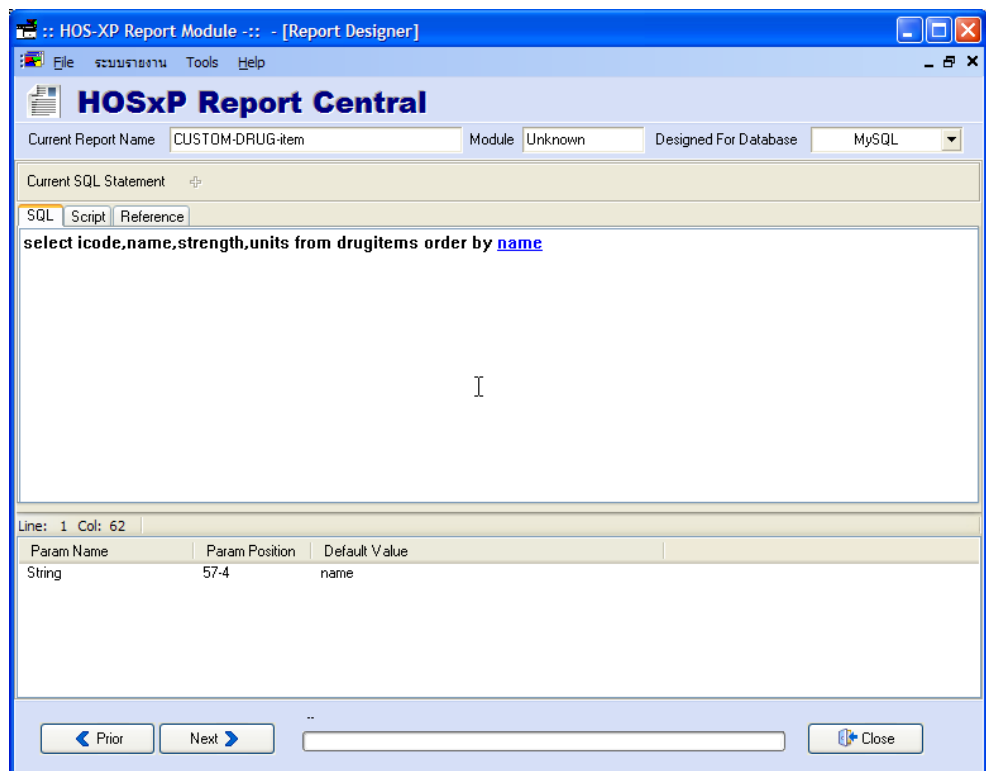 :: HOS-XP Report Module -:: - [Report Designer]
File ระบบรายงาน Tools Help
HOSxP Report Central
Current Report Name CUSTOM-DRUG-item Module Unknown Designed For Database MySQL
Current SQL Statement
SQL Script Reference
select icode,name,strength,units from drugitems order by name
Line: 1 Col: 62
Param Name Param Position Default Value
String 57-4 name
--
Prior Next Close